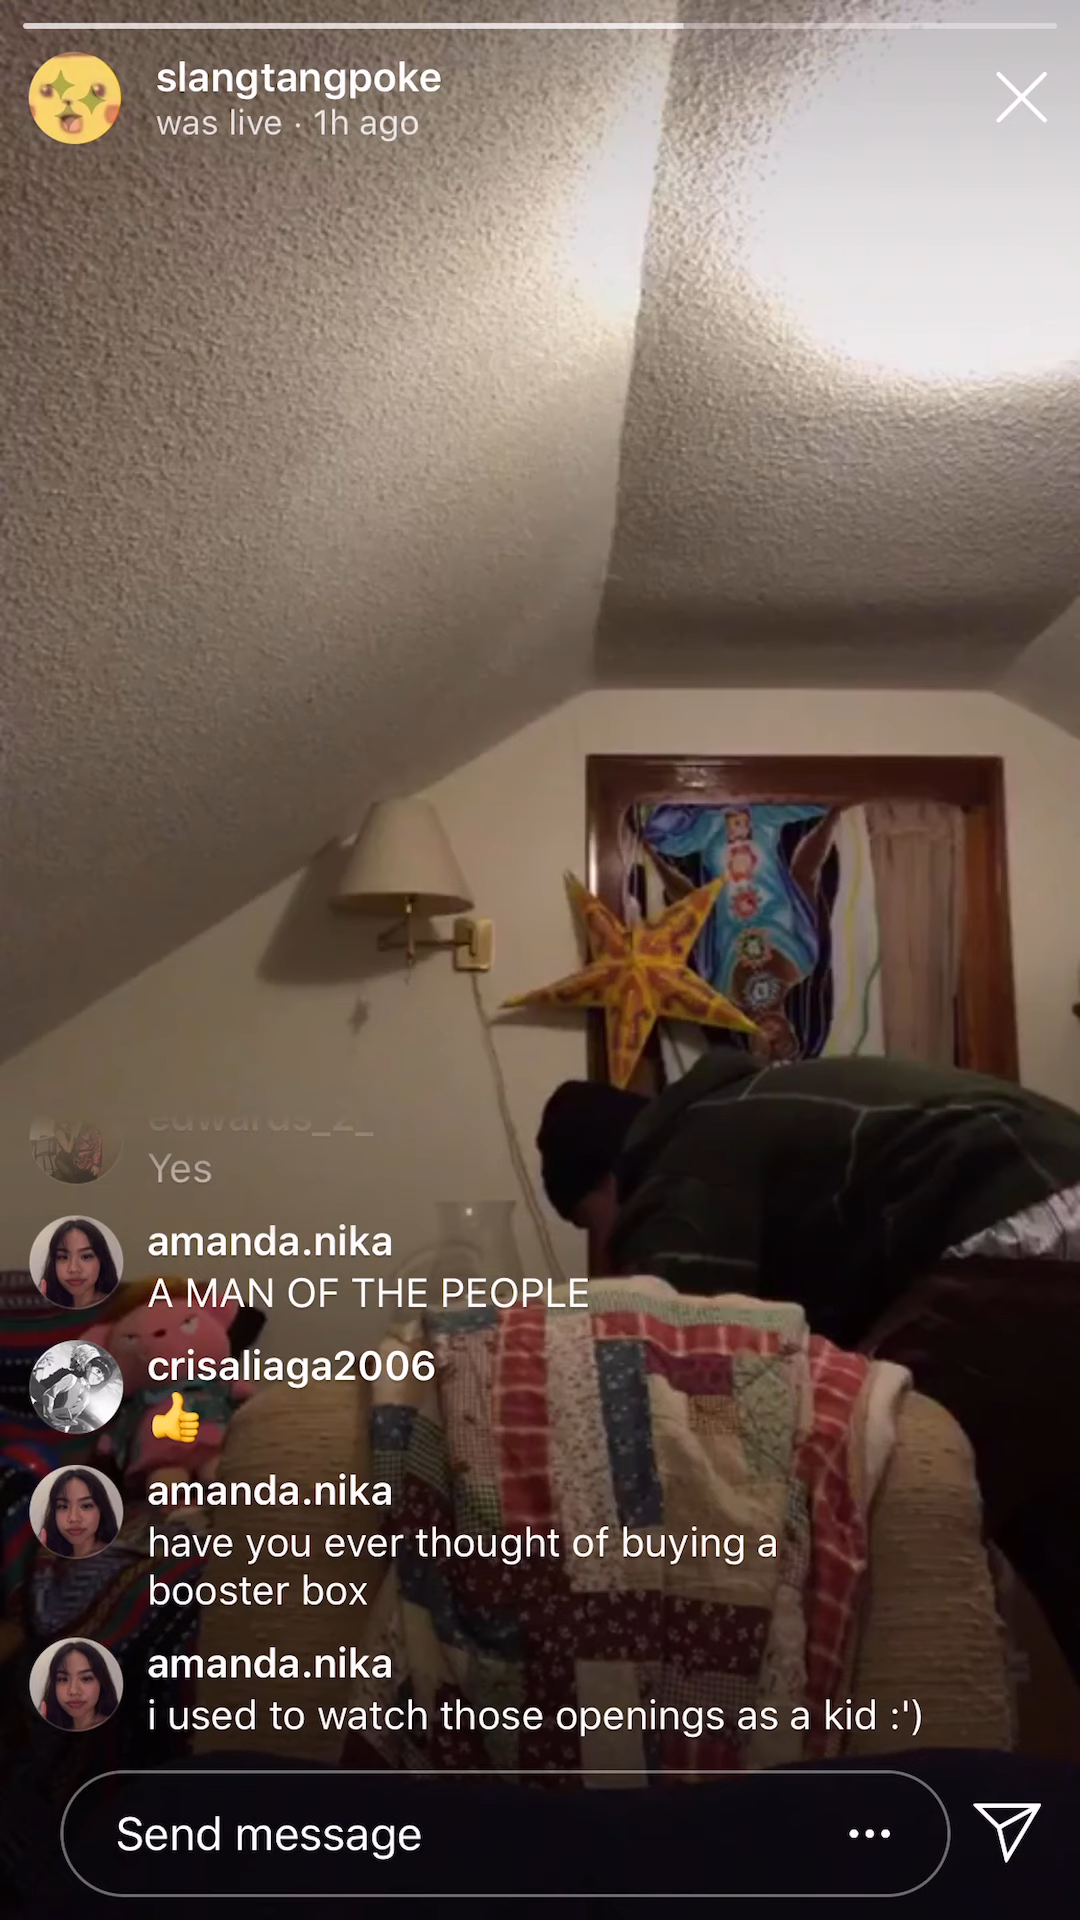 slangtangpoke
was live · 1h ago
edwards_2_
Yes
amanda.nika
A MAN OF THE PEOPLE
crisaliaga2006
👍
amanda.nika
have you ever thought of buying a
booster box
amanda.nika
i used to watch those openings as a kid :')
Send message